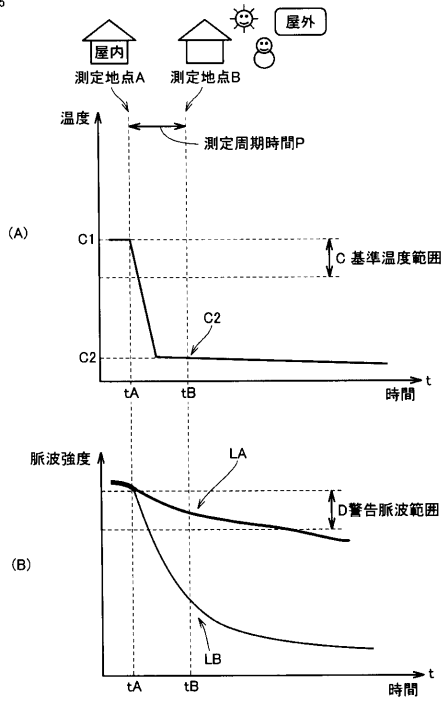 屋外
屋内
測定地点A
測定地点B
温度
測定周期時間P
(A)
C1
C 基準温度範囲
C2
C2
tA
tB
t
時間
脈波強度
LA
D警告脈波範囲
(B)
LB
tA
tB
t
時間